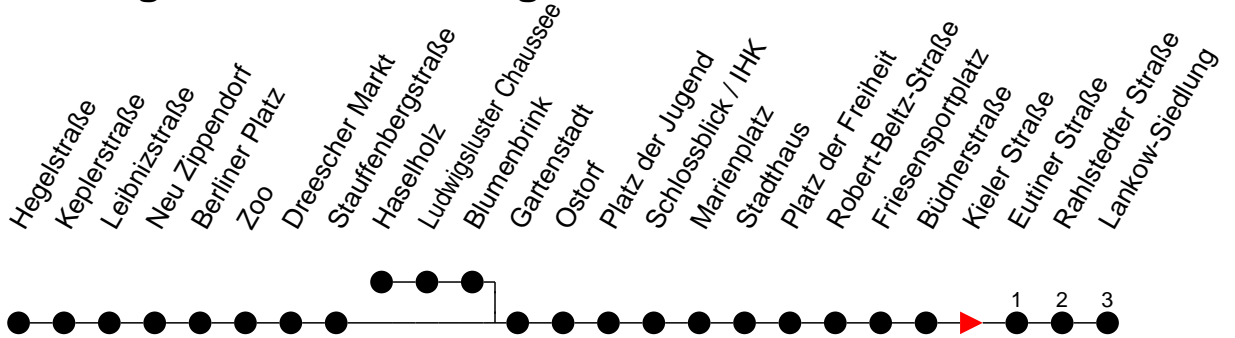 Hegelstraße
Keplerstraße
Leibnizstraße
Neu Zippendorf
Berliner Platz
Zoo
Dreescher Markt
Stauffenbergstraße
Haselholz
Ludwigsluster Chaussee
Blumenbrink
Gartenstadt
Ostorf
Platz der Jugend
Schlossblick / IHK
Marienplatz
Stadthaus
Platz der Freiheit
Robert-Beltz-Straße
Friesensportplatz
Büdnerstraße
Kieler Straße
Eutiner Straße
Rahlstedter Straße
Lankow-Siedlung
1 2 3